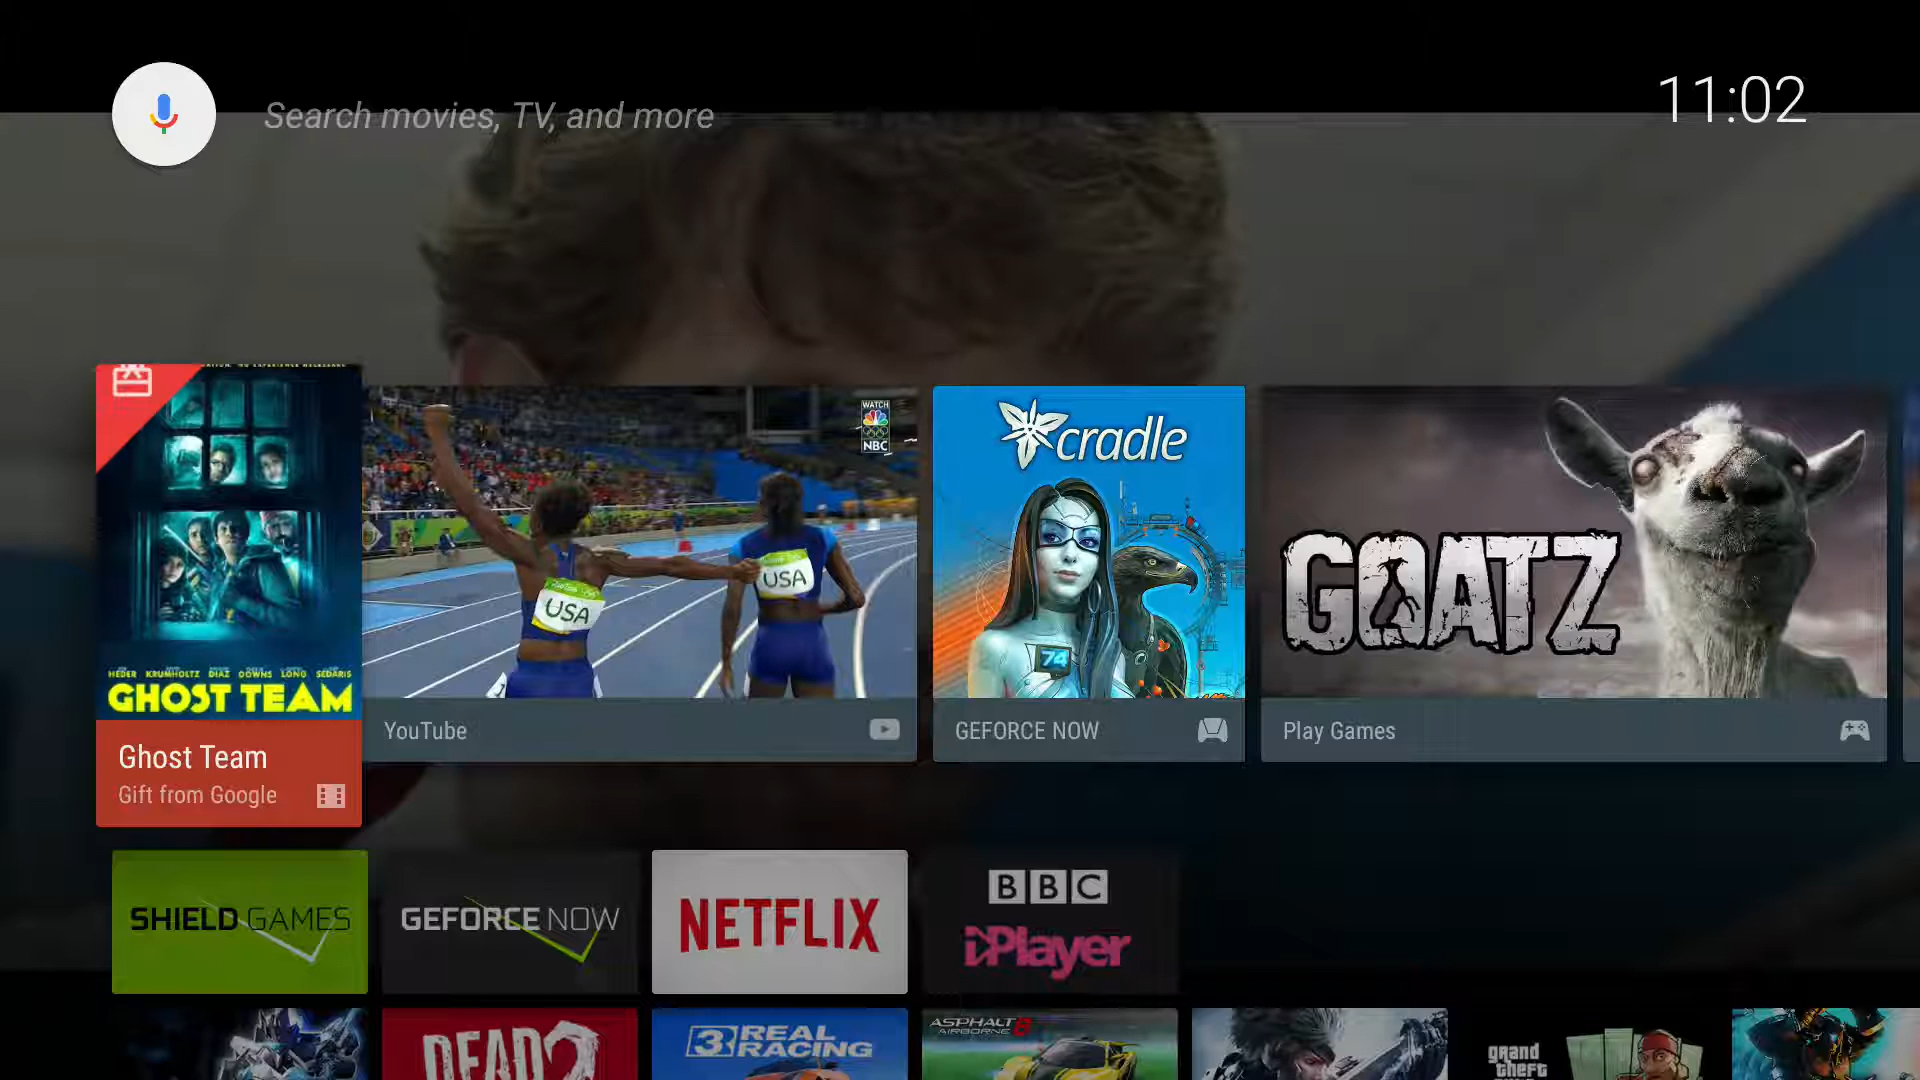 Search movies, TV, and more
11:02
WATCH
NBC
USA
USA
HEDER KRUMHOLTZ DIAZ DOWNS LONG SEDARIS
GHOST TEAM
Ghost Team
Gift from Google
YouTube
cradle
74
GEFORCE NOW
GOATZ
Play Games
SHIELD GAMES
GEFORCE NOW
NETFLIX
BBC
iPlayer
DEAD 2
3 REAL
RACING
ASPHALT 8
AIRBORNE
grand
theft